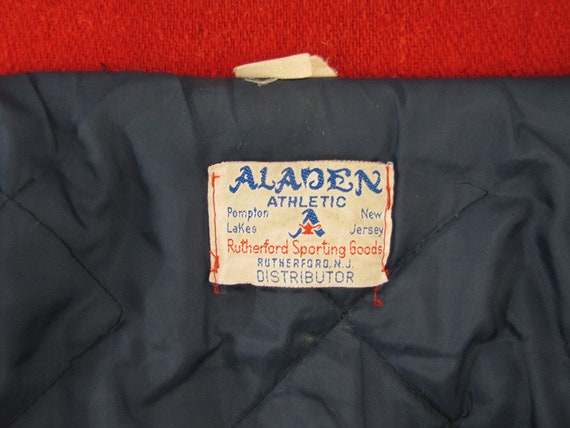 ALADEN
ATHLETIC
Pompton A New
Lakes Jersey
Rutherford Sporting Goods
RUTHERFORD, N.J.
DISTRIBUTOR